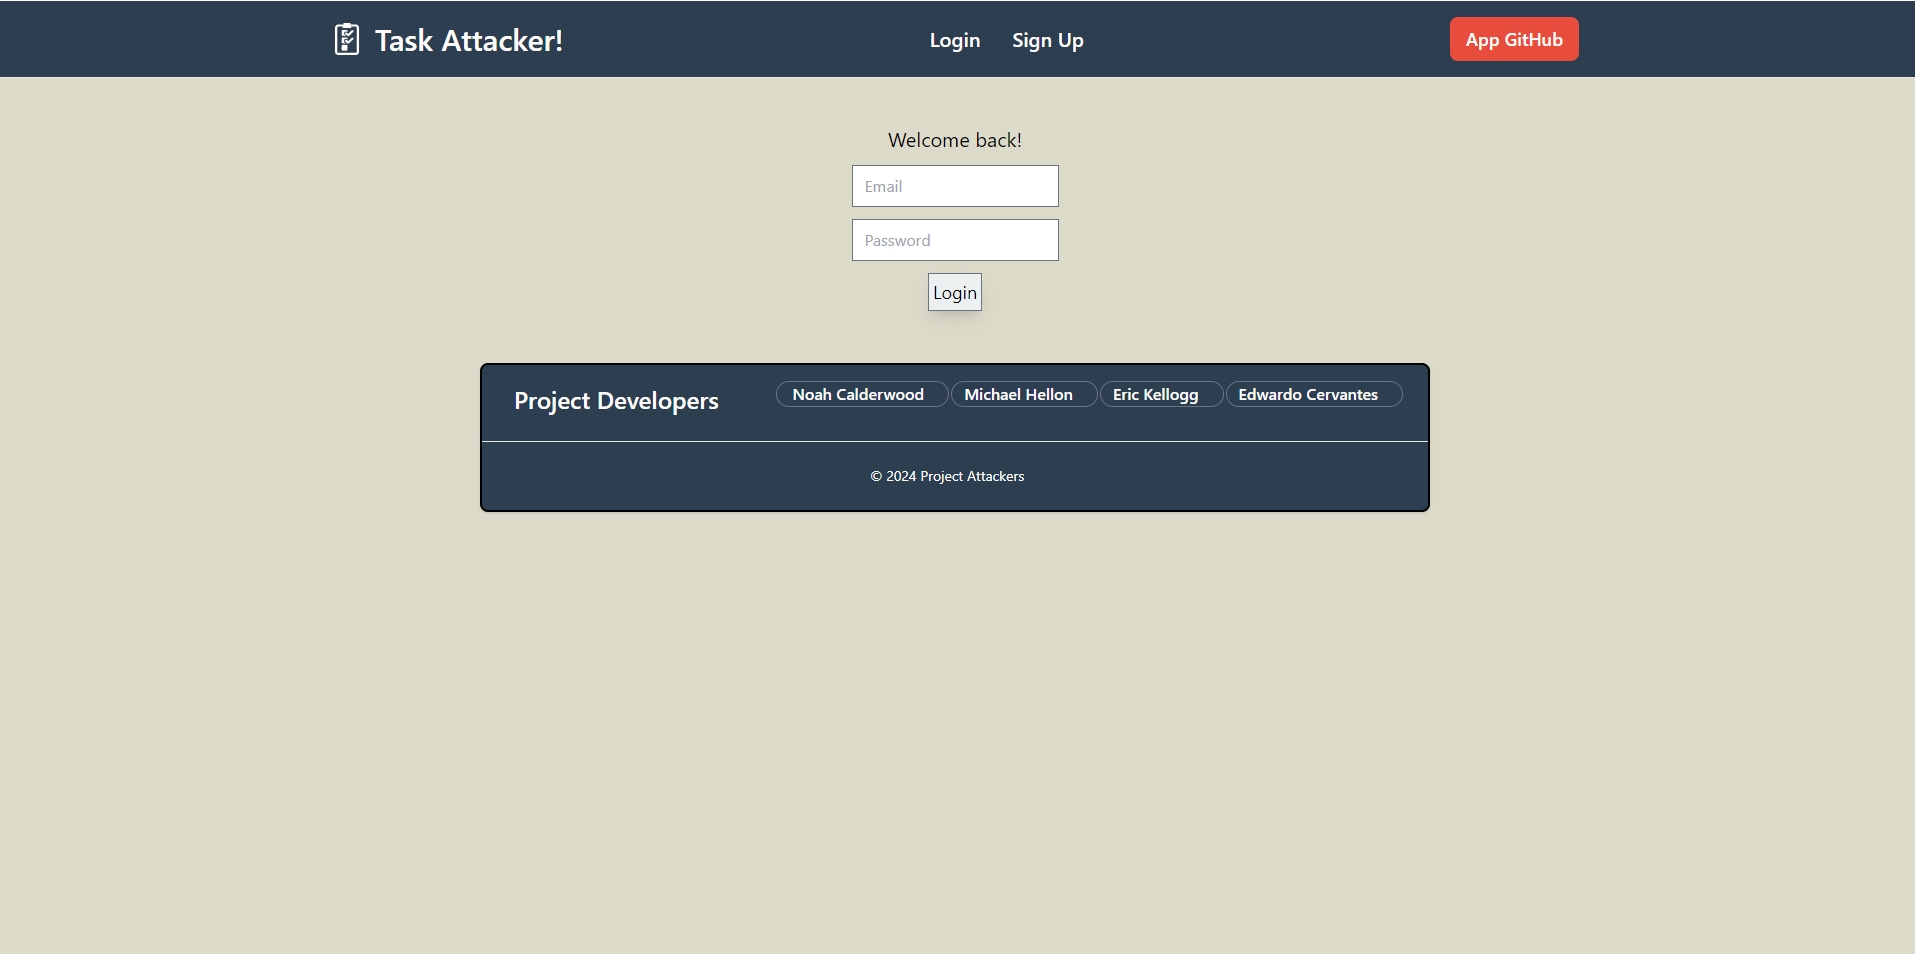 Task Attacker!
Login Sign Up
App GitHub
Welcome back!
Email
Password
Login
Project Developers
Noah Calderwood Michael Hellon Eric Kellogg Edwardo Cervantes
© 2024 Project Attackers